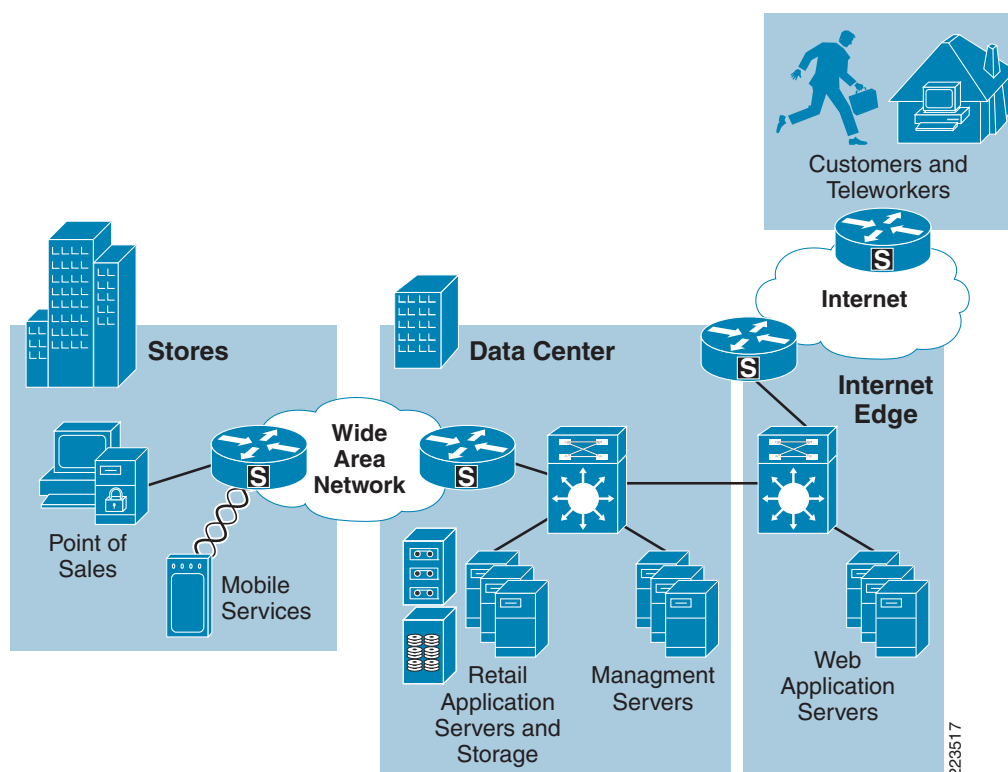 Customers and
Teleworkers
S
Internet
Stores
Data Center
S
Internet
Edge
Wide
Area
Network
S
S
Point of
Sales
Mobile
Services
Retail
Application
Servers and
Storage
Managment
Servers
Web
Application
Servers
223517